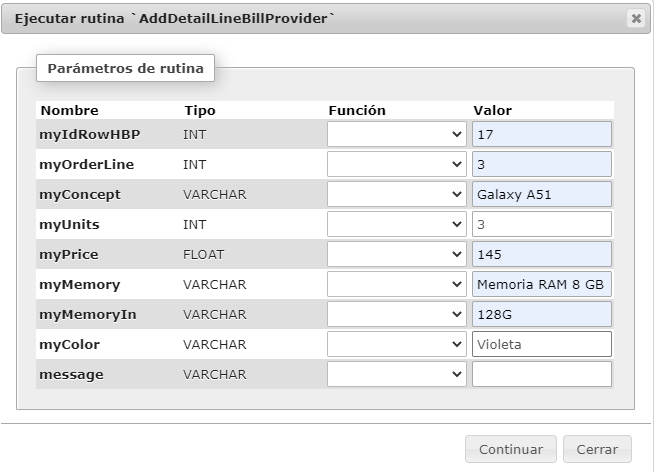 Ejecutar rutina `AddDetailLineBillProvider`
Parámetros de rutina
Nombre Tipo Función Valor
myIdRowHBP INT 17
myOrderLine INT 3
myConcept VARCHAR Galaxy A51
myUnits INT 3
myPrice FLOAT 145
myMemory VARCHAR Memoria RAM 8 GB
myMemoryIn VARCHAR 128G
myColor VARCHAR Violeta
message VARCHAR
Continuar Cerrar